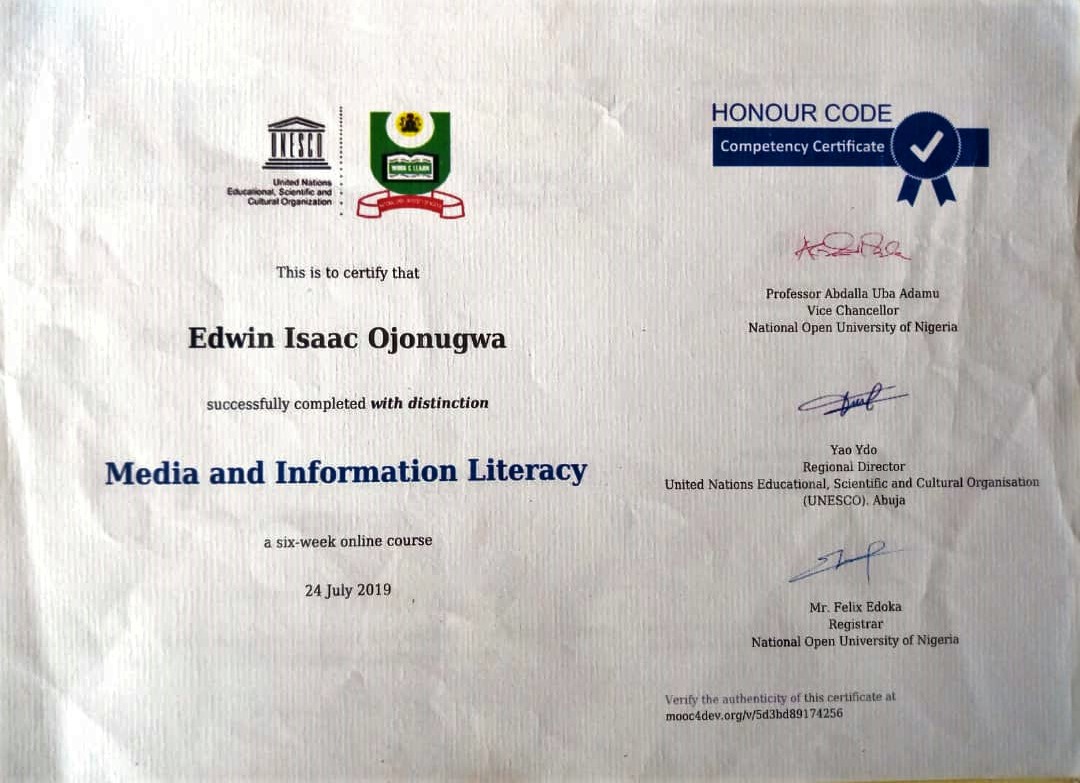 UNESCO
United Nations
Educational, Scientific and
Cultural Organization
WORK & LEARN
This is to certify that
Edwin Isaac Ojonugwa
successfully completed with distinction
Media and Information Literacy
a six-week online course
24 July 2019
HONOUR CODE
Competency Certificate
Professor Abdalla Uba Adamu
Vice Chancellor
National Open University of Nigeria
Yao Ydo
Regional Director
United Nations Educational, Scientific and Cultural Organisation
(UNESCO). Abuja
Mr. Felix Edoka
Registrar
National Open University of Nigeria
Verify the authenticity of this certificate at
mooc4dev.org/v/5d3bd89174256